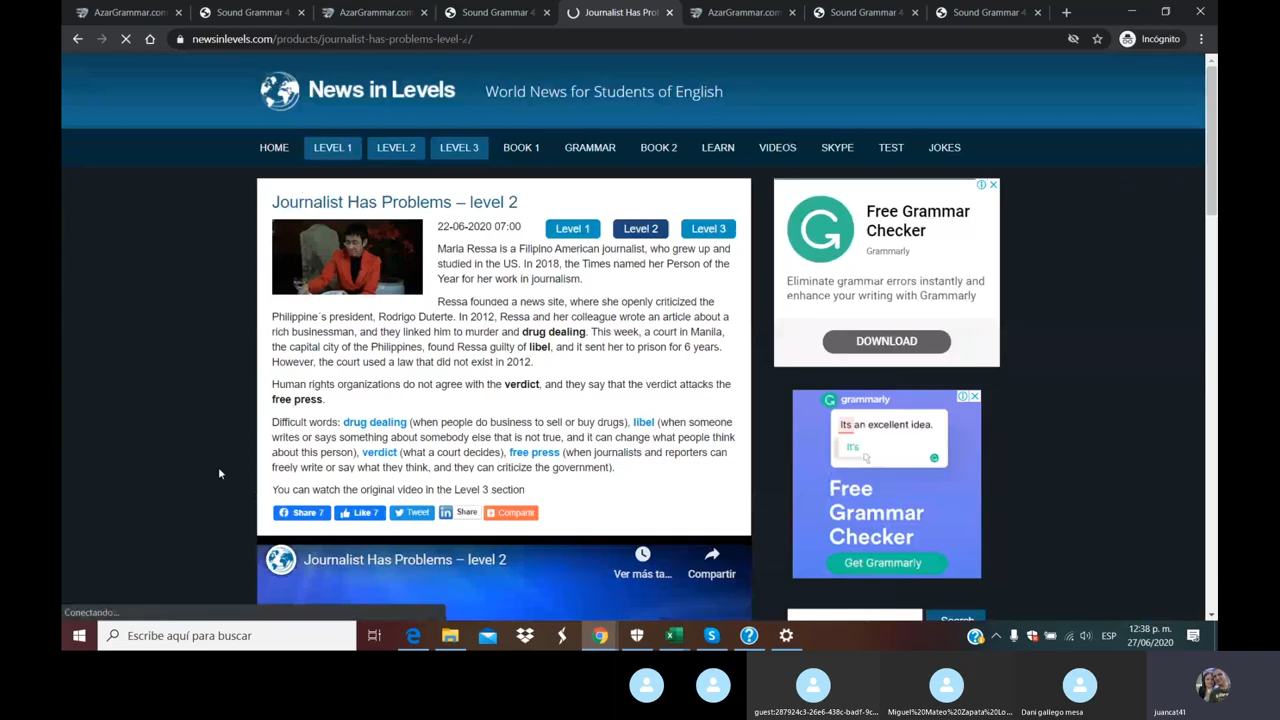 AzarGrammar.com
Sound Grammar 4
AzarGrammar.com
Sound Grammar 4
Journalist Has Pro
AzarGrammar.com
Sound Grammar 4
Sound Grammar 4
newsinlevels.com/products/journalist-has-problems-level-2/
Incógnito
News in Levels
World News for Students of English
HOME LEVEL 1 LEVEL 2 LEVEL 3 BOOK 1 GRAMMAR BOOK 2 LEARN VIDEOS SKYPE TEST JOKES
Journalist Has Problems – level 2
22-06-2020 07:00
Level 1 Level 2 Level 3
Maria Ressa is a Filipino American journalist, who grew up and
studied in the US. In 2018, the Times named her Person of the
Year for her work in journalism.
Ressa founded a news site, where she openly criticized the
Philippine´s president, Rodrigo Duterte. In 2012, Ressa and her colleague wrote an article about a
rich businessman, and they linked him to murder and drug dealing. This week, a court in Manila,
the capital city of the Philippines, found Ressa guilty of libel, and it sent her to prison for 6 years.
However, the court used a law that did not exist in 2012.
Human rights organizations do not agree with the verdict, and they say that the verdict attacks the
free press.
Difficult words: drug dealing (when people do business to sell or buy drugs), libel (when someone
writes or says something about somebody else that is not true, and it can change what people think
about this person), verdict (what a court decides), free press (when journalists and reporters can
freely write or say what they think, and they can criticize the government).
You can watch the original video in the Level 3 section
Share 7 Like 7 Tweet Share Compartir
Journalist Has Problems – level 2
Ver más ta...
Compartir
Free Grammar
Checker
Grammarly
Eliminate grammar errors instantly and
enhance your writing with Grammarly
DOWNLOAD
grammarly
Its an excellent idea.
It's
Free
Grammar
Checker
Get Grammarly
Search
Conectando...
Escribe aquí para buscar
ESP
12:38 p. m.
27/06/2020
guest:287924c3-26e6-438c-badf-9c...
Miguel%20Mateo%20Zapata%20Lo...
Dani gallego mesa
juancat41